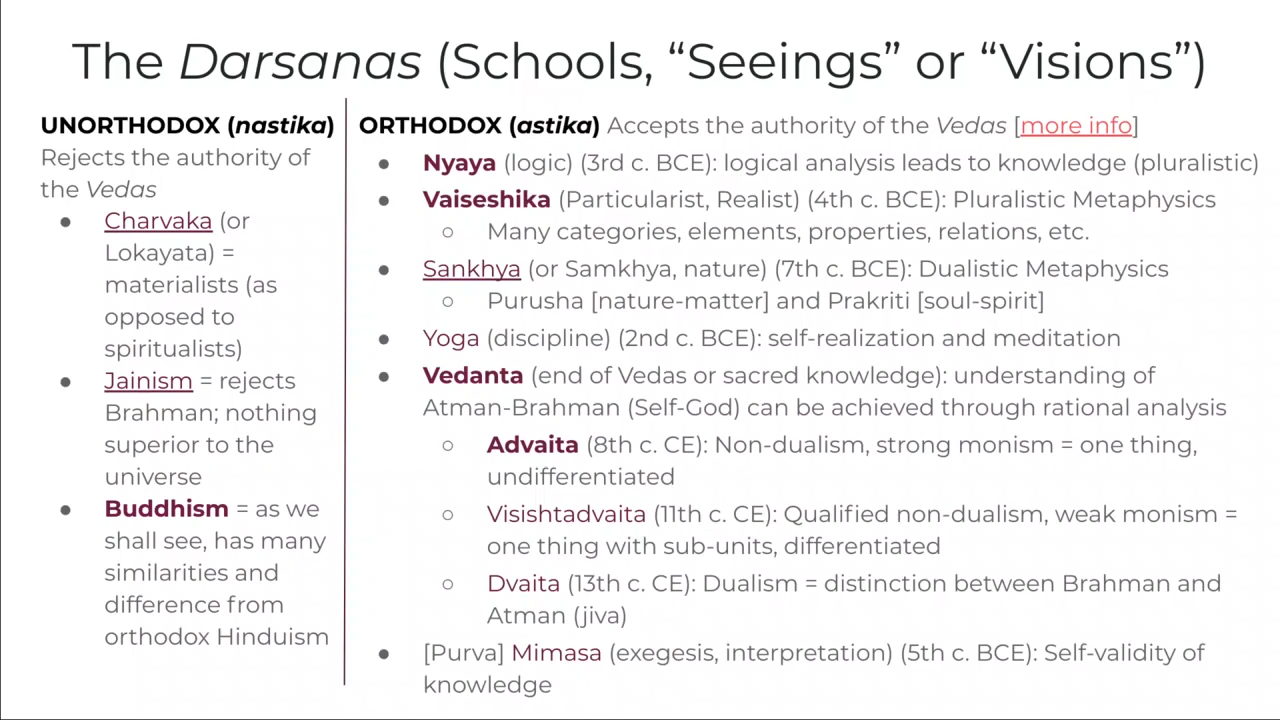 The Darsanas (Schools, “Seeings” or “Visions”)
UNORTHODOX (nastika)
Rejects the authority of
the Vedas
● Charvaka (or
Lokayata) =
materialists (as
opposed to
spiritualists)
● Jainism = rejects
Brahman; nothing
superior to the
universe
● Buddhism = as we
shall see, has many
similarities and
difference from
orthodox Hinduism
ORTHODOX (astika) Accepts the authority of the Vedas [more info]
● Nyaya (logic) (3rd c. BCE): logical analysis leads to knowledge (pluralistic)
● Vaiseshika (Particularist, Realist) (4th c. BCE): Pluralistic Metaphysics
○ Many categories, elements, properties, relations, etc.
● Sankhya (or Samkhya, nature) (7th c. BCE): Dualistic Metaphysics
○ Purusha [nature-matter] and Prakriti [soul-spirit]
● Yoga (discipline) (2nd c. BCE): self-realization and meditation
● Vedanta (end of Vedas or sacred knowledge): understanding of
Atman-Brahman (Self-God) can be achieved through rational analysis
○ Advaita (8th c. CE): Non-dualism, strong monism = one thing,
undifferentiated
○ Visishtadvaita (11th c. CE): Qualified non-dualism, weak monism =
one thing with sub-units, differentiated
○ Dvaita (13th c. CE): Dualism = distinction between Brahman and
Atman (jiva)
● [Purva] Mimasa (exegesis, interpretation) (5th c. BCE): Self-validity of
knowledge